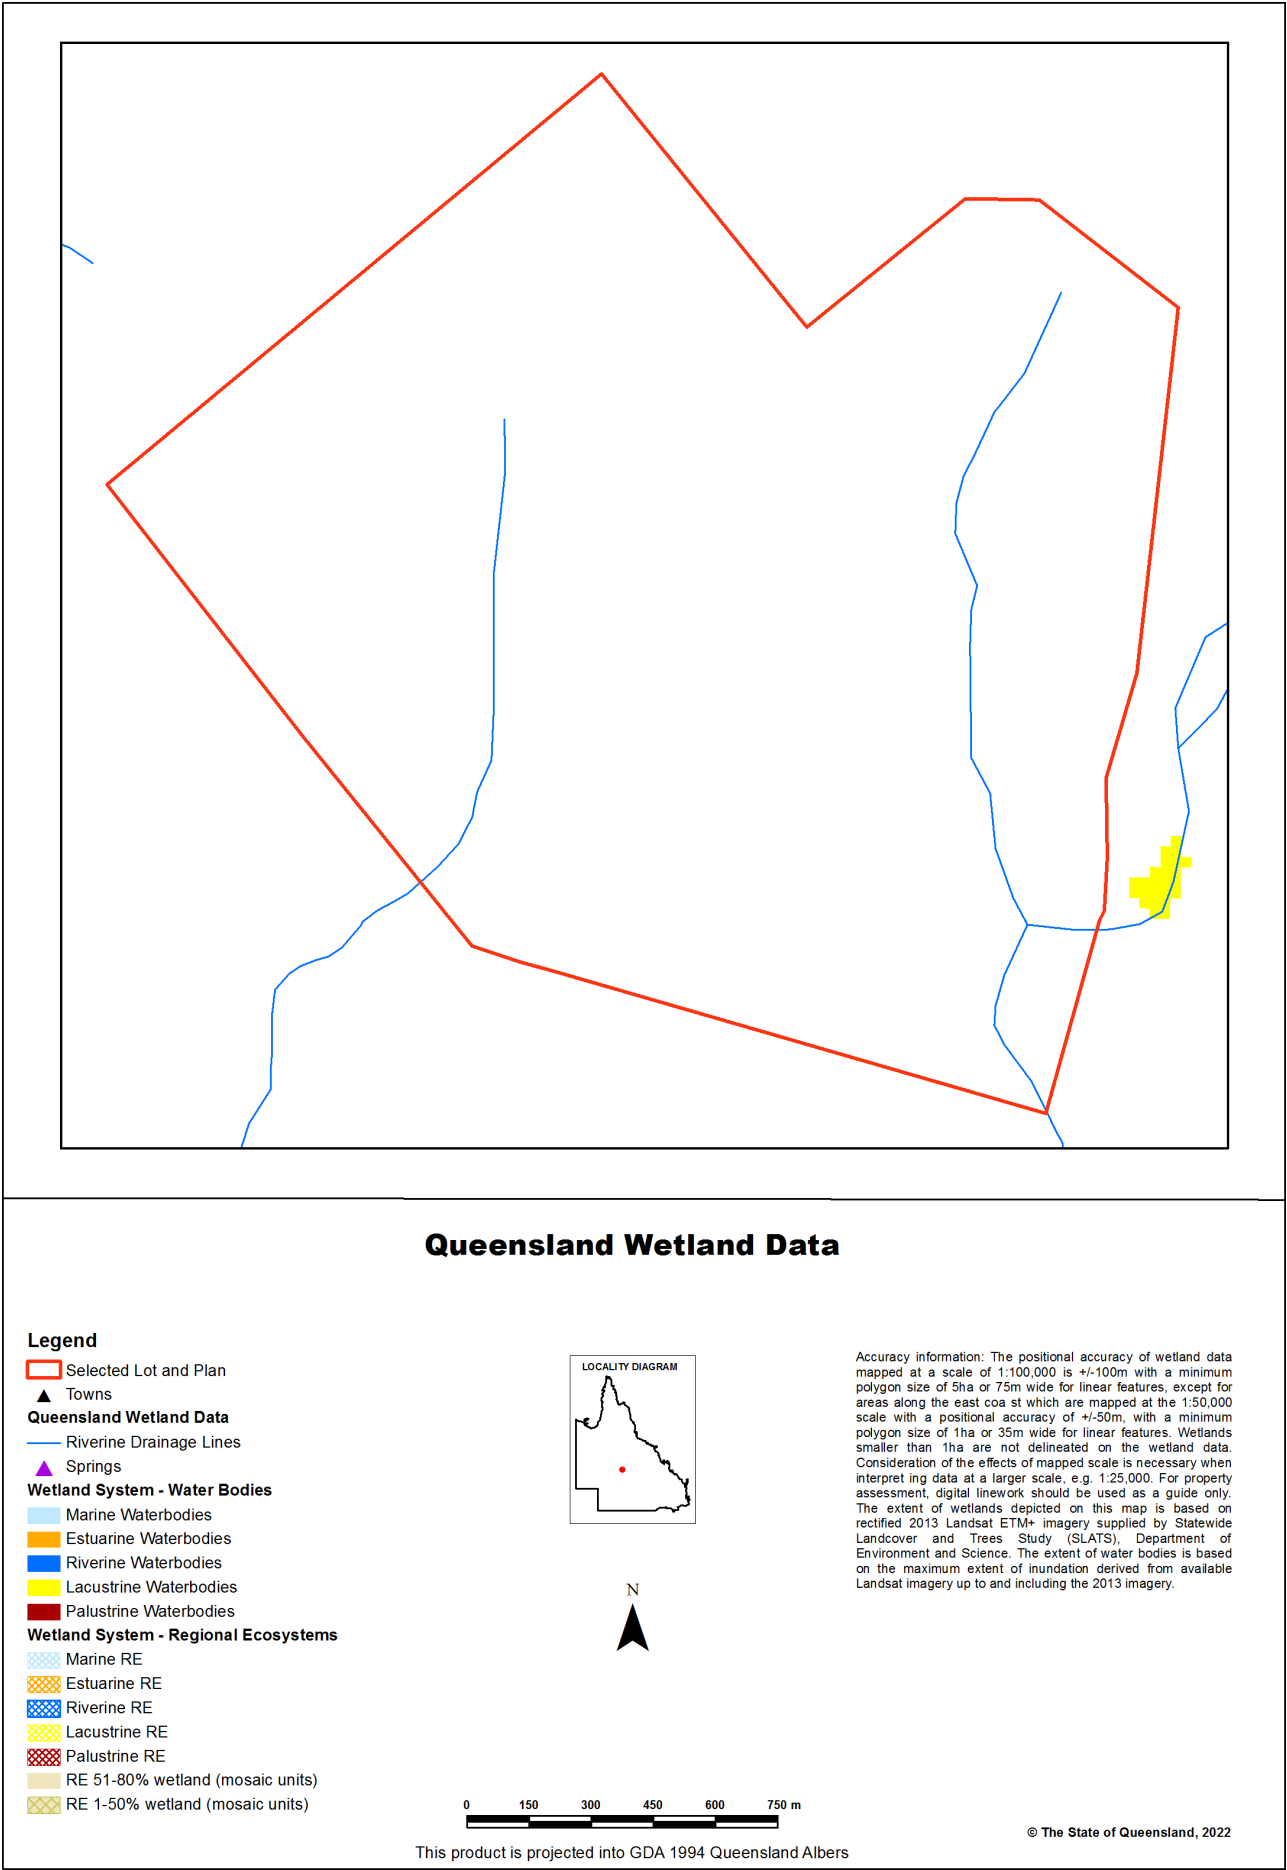 Queensland Wetland Data
Legend
Selected Lot and Plan
Towns
Queensland Wetland Data
Riverine Drainage Lines
Springs
Wetland System - Water Bodies
Marine Waterbodies
Estuarine Waterbodies
Riverine Waterbodies
Lacustrine Waterbodies
Palustrine Waterbodies
Wetland System - Regional Ecosystems
Marine RE
Estuarine RE
Riverine RE
Lacustrine RE
Palustrine RE
RE 51-80% wetland (mosaic units)
RE 1-50% wetland (mosaic units)
LOCALITY DIAGRAM
N
0 150 300 450 600 750 m
This product is projected into GDA 1994 Queensland Albers
Accuracy information: The positional accuracy of wetland data
mapped at a scale of 1:100,000 is +/-100m with a minimum
polygon size of 5ha or 75m wide for linear features, except for
areas along the east coa st which are mapped at the 1:50,000
scale with a positional accuracy of +/-50m, with a minimum
polygon size of 1ha or 35m wide for linear features. Wetlands
smaller than 1ha are not delineated on the wetland data.
Consideration of the effects of mapped scale is necessary when
interpret ing data at a larger scale, e.g. 1:25,000. For property
assessment, digital linework should be used as a guide only.
The extent of wetlands depicted on this map is based on
rectified 2013 Landsat ETM+ imagery supplied by Statewide
Landcover and Trees Study (SLATS), Department of
Environment and Science. The extent of water bodies is based
on the maximum extent of inundation derived from available
Landsat imagery up to and including the 2013 imagery.
© The State of Queensland, 2022